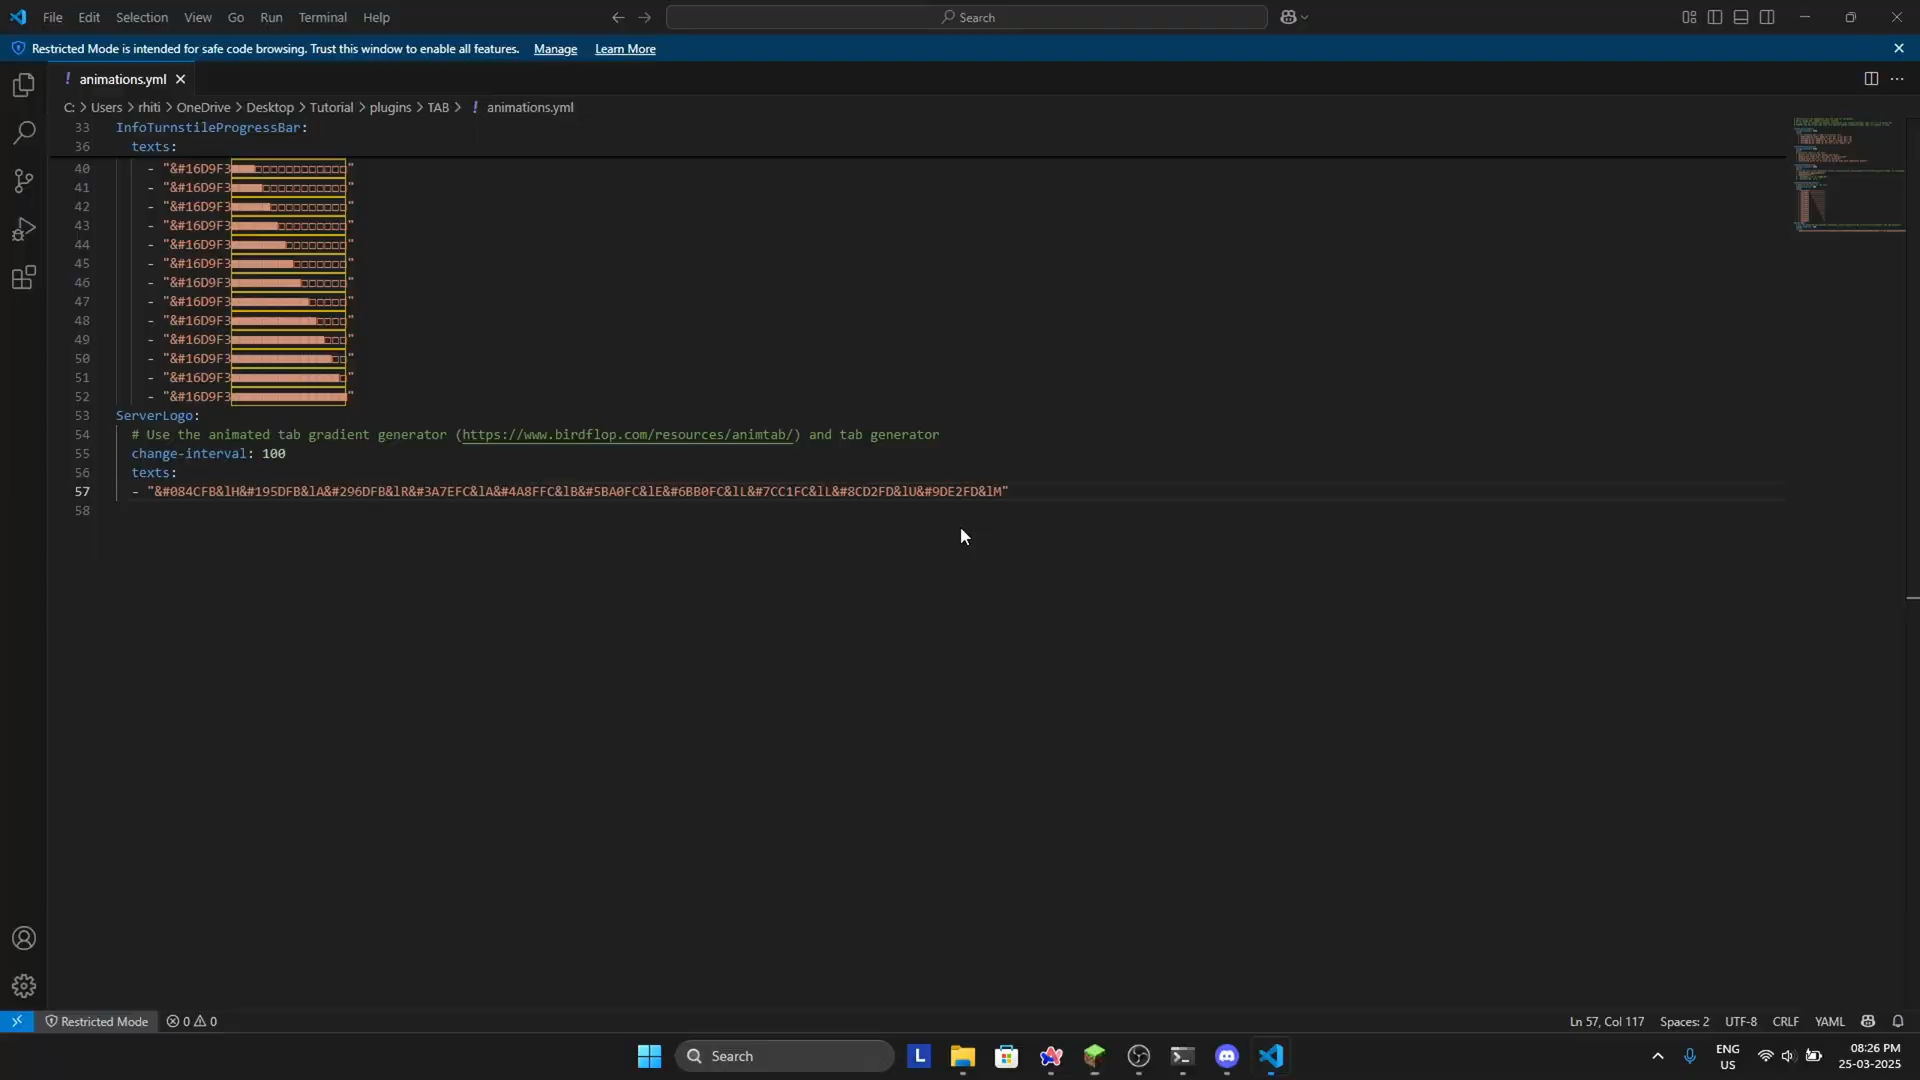 File Edit Selection View Go Run Terminal Help
Search
Restricted Mode is intended for safe code browsing. Trust this window to enable all features. Manage Learn More
! animations.yml
C: > Users > rhiti > OneDrive > Desktop > Tutorial > plugins > TAB > ! animations.yml
33 InfoTurnstileProgressBar:
36 texts:
40 - "&#16D9F3■■■□□□□□□□□□□□□"
41 - "&#16D9F3■■■■□□□□□□□□□□□"
42 - "&#16D9F3■■■■■□□□□□□□□□□"
43 - "&#16D9F3■■■■■■□□□□□□□□□"
44 - "&#16D9F3■■■■■■■□□□□□□□□"
45 - "&#16D9F3■■■■■■■■□□□□□□□"
46 - "&#16D9F3■■■■■■■■■□□□□□□"
47 - "&#16D9F3■■■■■■■■■■□□□□□"
48 - "&#16D9F3■■■■■■■■■■■□□□□"
49 - "&#16D9F3■■■■■■■■■■■■□□□"
50 - "&#16D9F3■■■■■■■■■■■■■□□"
51 - "&#16D9F3■■■■■■■■■■■■■■□"
52 - "&#16D9F3■■■■■■■■■■■■■■■"
53 ServerLogo:
54 # Use the animated tab gradient generator (https://www.birdflop.com/resources/animtab/) and tab generator
55 change-interval: 100
56 texts:
57 - "&#084CFB&lH&#195DFB&lA&#296DFB&lR&#3A7EFC&lA&#4A8FFC&lB&#5BA0FC&lE&#6BB0FC&lL&#7CC1FC&lL&#8CD2FD&lU&#9DE2FD&lM"
58
Restricted Mode 0 0 Ln 57, Col 117 Spaces: 2 UTF-8 CRLF YAML
Search L ENG US 08:26 PM 25-03-2025